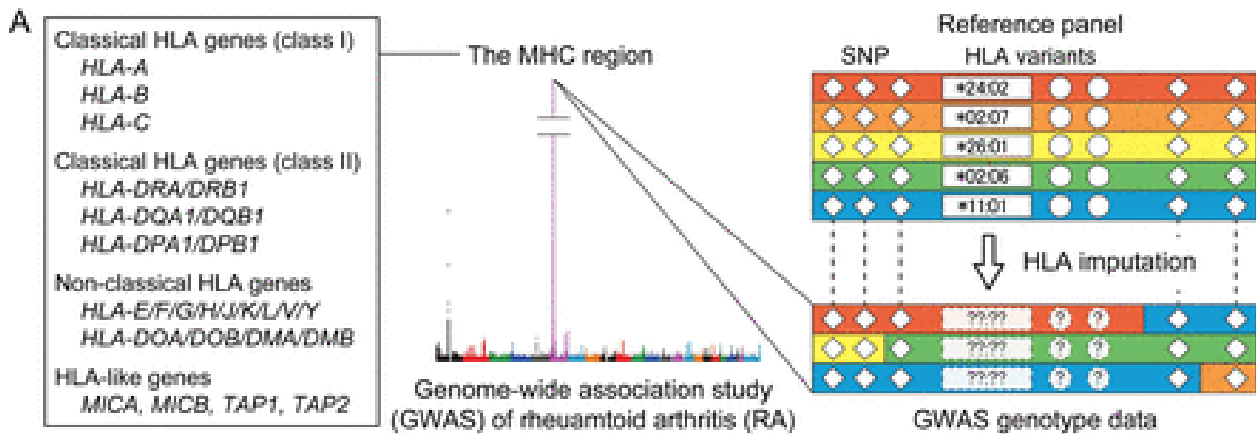 A
Classical HLA genes (class I)
HLA-A
HLA-B
HLA-C
Classical HLA genes (class II)
HLA-DRA/DRB1
HLA-DQA1/DQB1
HLA-DPA1/DPB1
Non-classical HLA genes
HLA-E/F/G/H/J/K/L/V/Y
HLA-DOA/DOB/DMA/DMB
HLA-like genes
MICA, MICB, TAP1, TAP2
The MHC region
Genome-wide association study
(GWAS) of rheuamtoid arthritis (RA)
Reference panel
SNP HLA variants
*24:02
*02:07
*26:01
*02:06
*11:01
HLA imputation
??:?? ? ?
??:?? ? ?
??:?? ? ?
GWAS genotype data